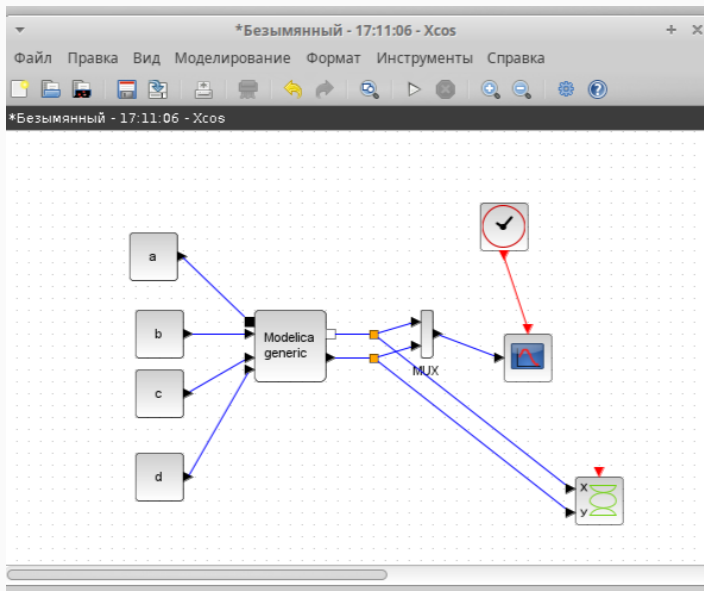 *Безымянный - 17:11:06 - Xcos
Файл Правка Вид Моделирование Формат Инструменты Справка
*Безымянный - 17:11:06 - Xcos
a
b
Modelica
generic
c
MUX
d
X
y